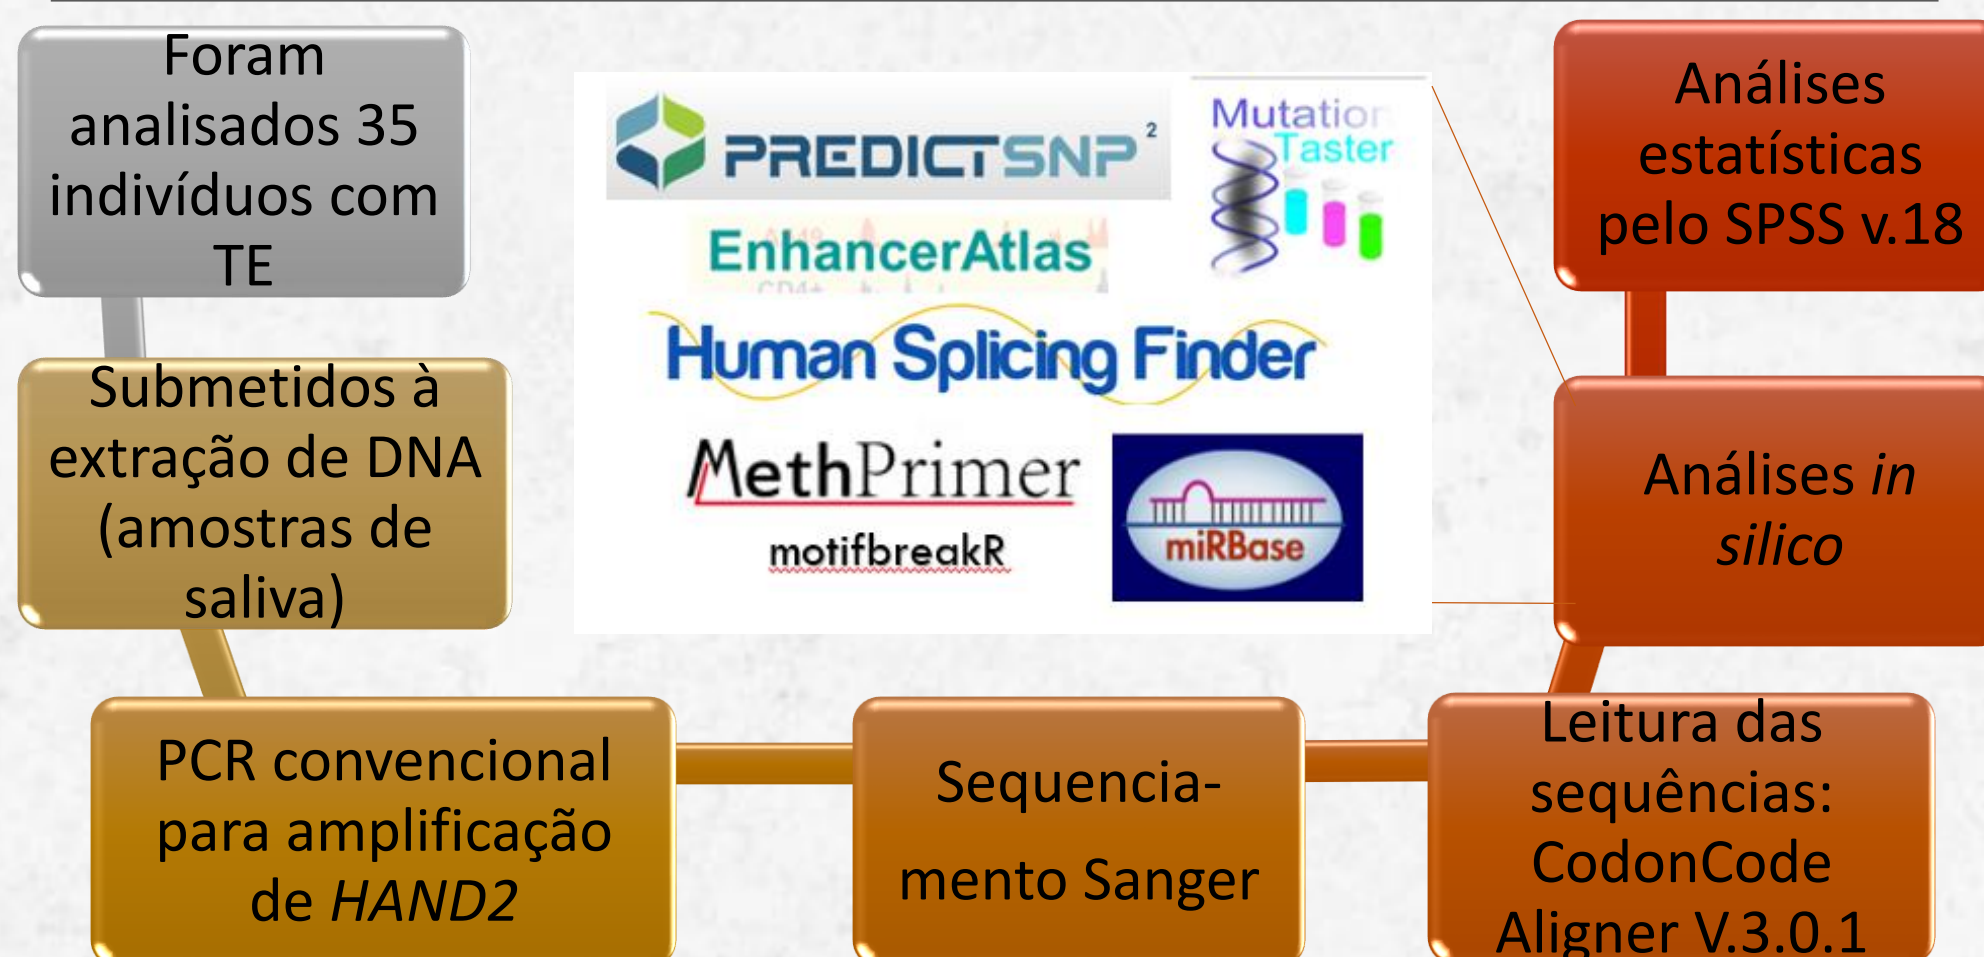 Foram
analisados 35
indivíduos com
TE
Submetidos à
extração de DNA
(amostras de
saliva)
PCR convencional
para amplificação
de HAND2
Sequencia-
mento Sanger
Leitura das
sequências:
CodonCode
Aligner V.3.0.1
Análises in
silico
Análises
estatísticas
pelo SPSS v.18
PREDICTSNP²
Mutation
Taster
EnhancerAtlas
Human Splicing Finder
MethPrimer
motifbreakR
miRBase